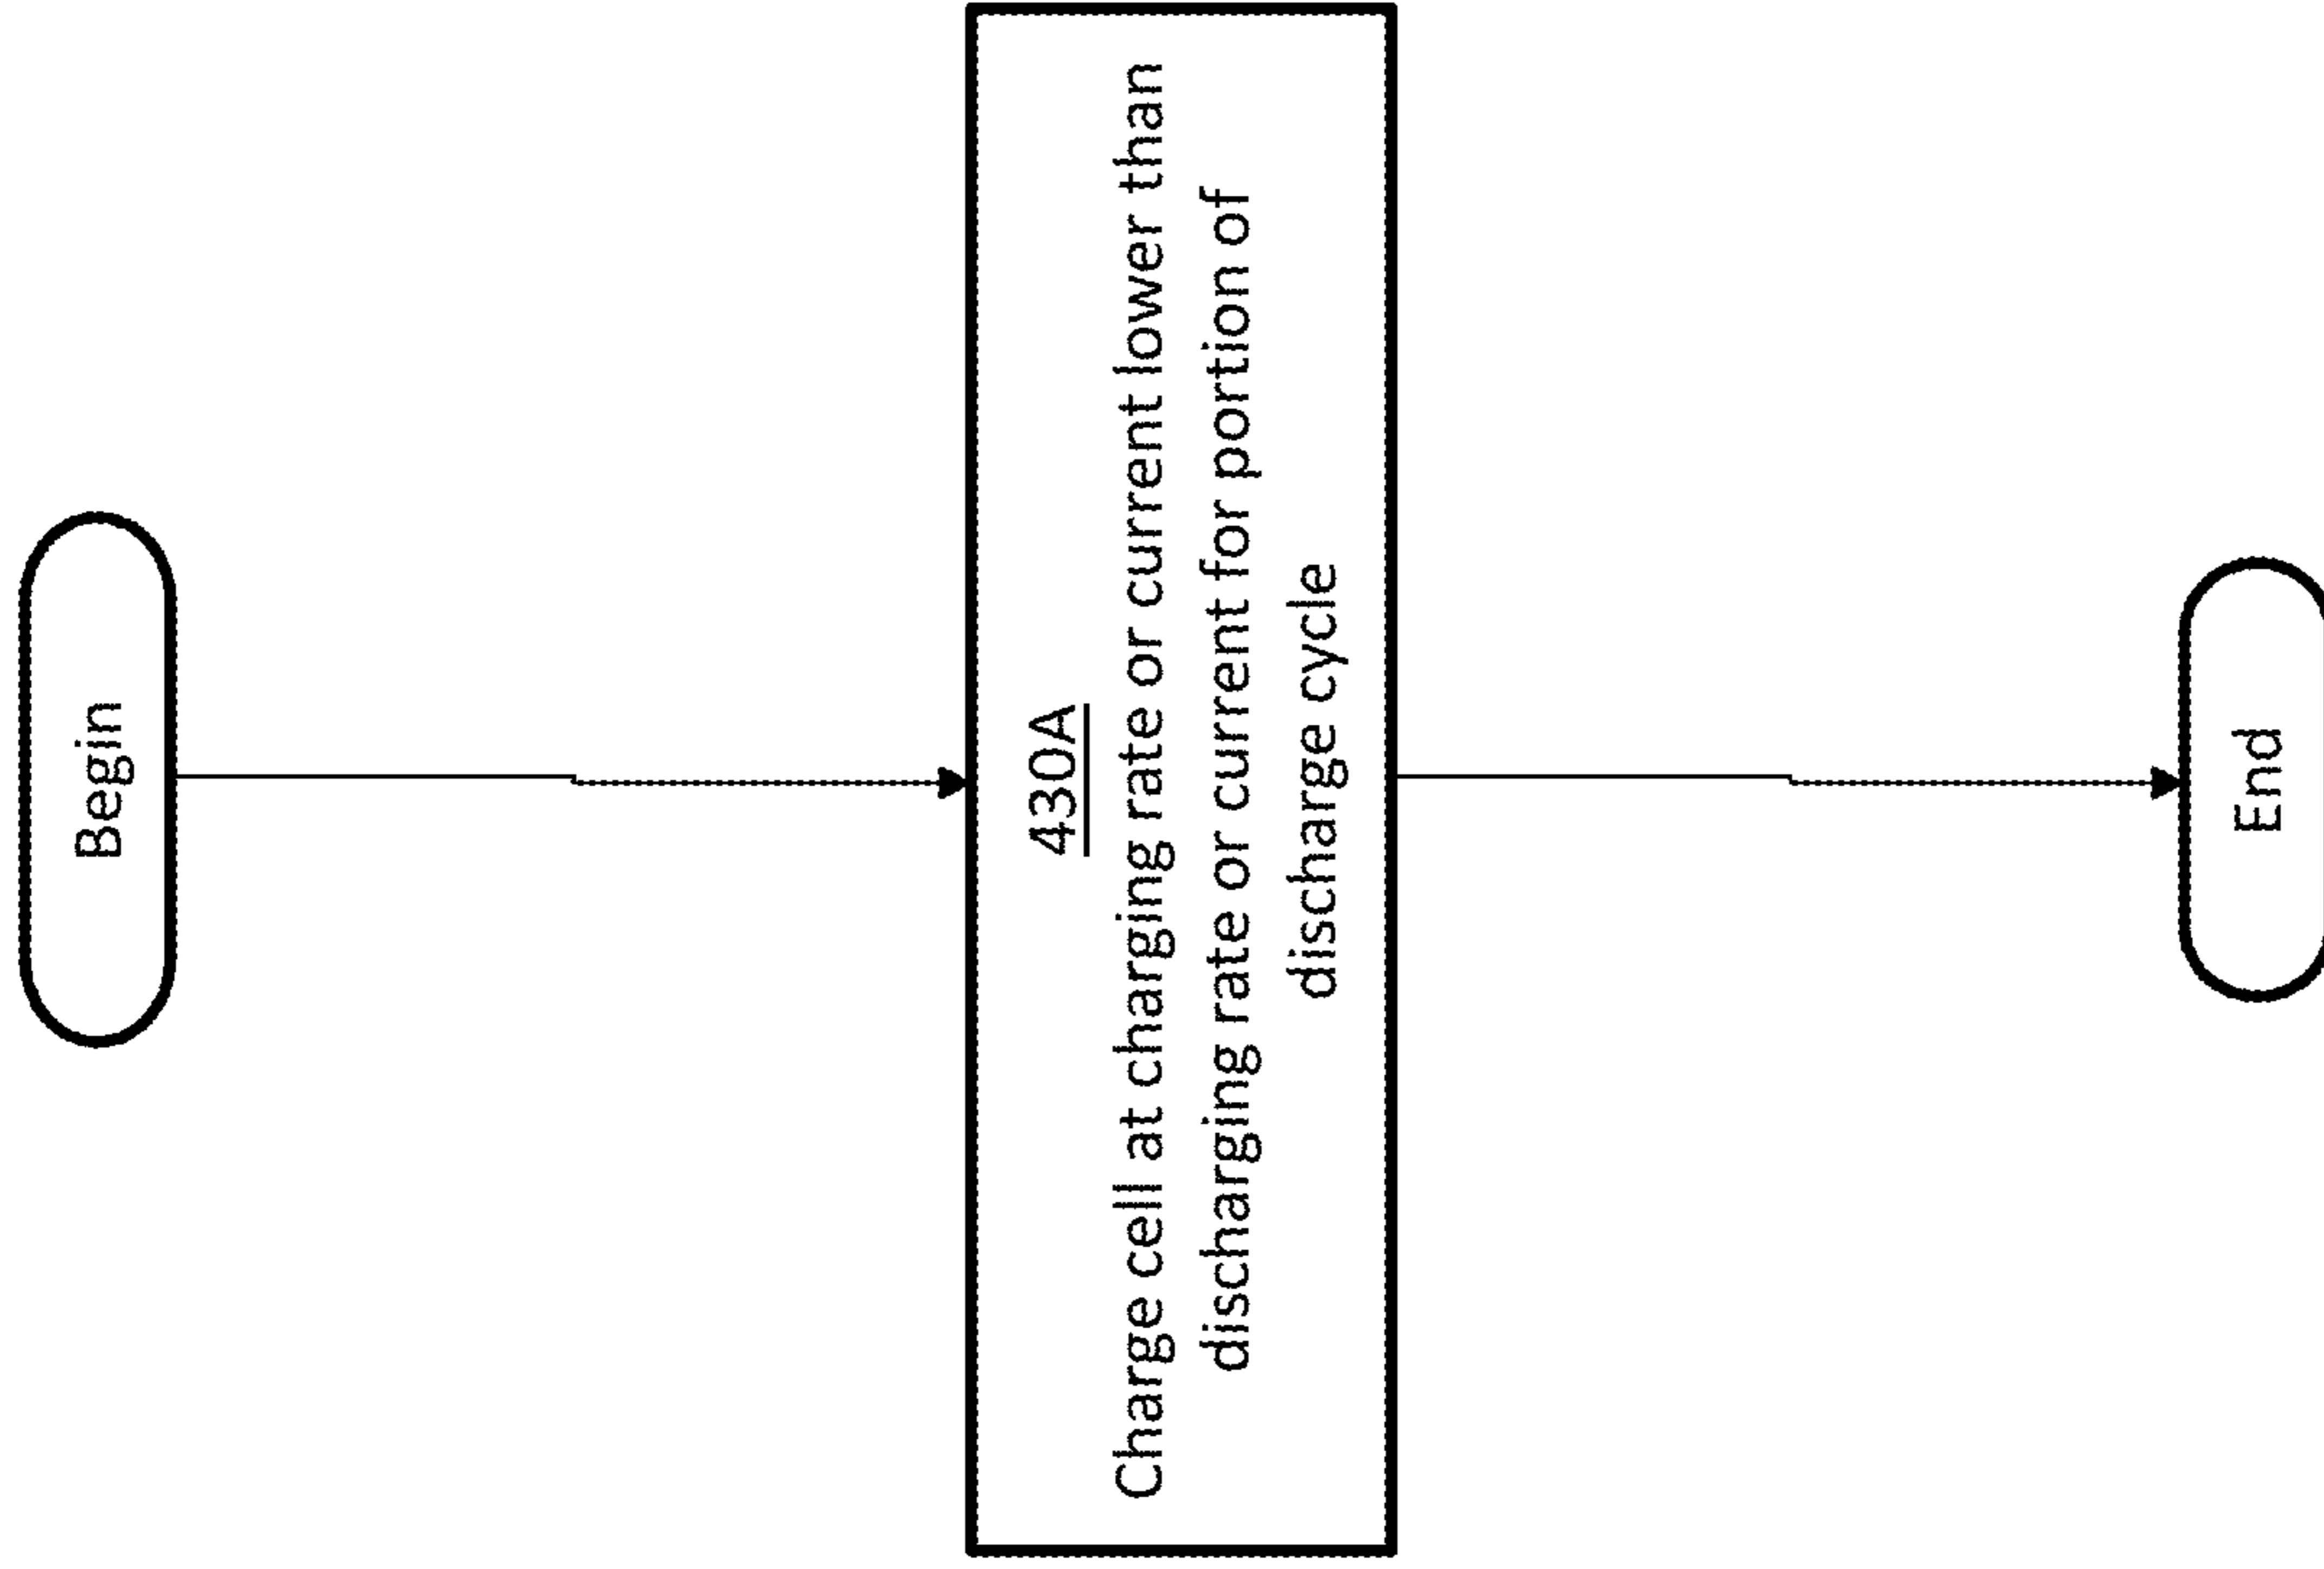 Begin
430A
Charge cell at charging rate or current lower than
discharging rate or current for portion of
discharge cycle
End